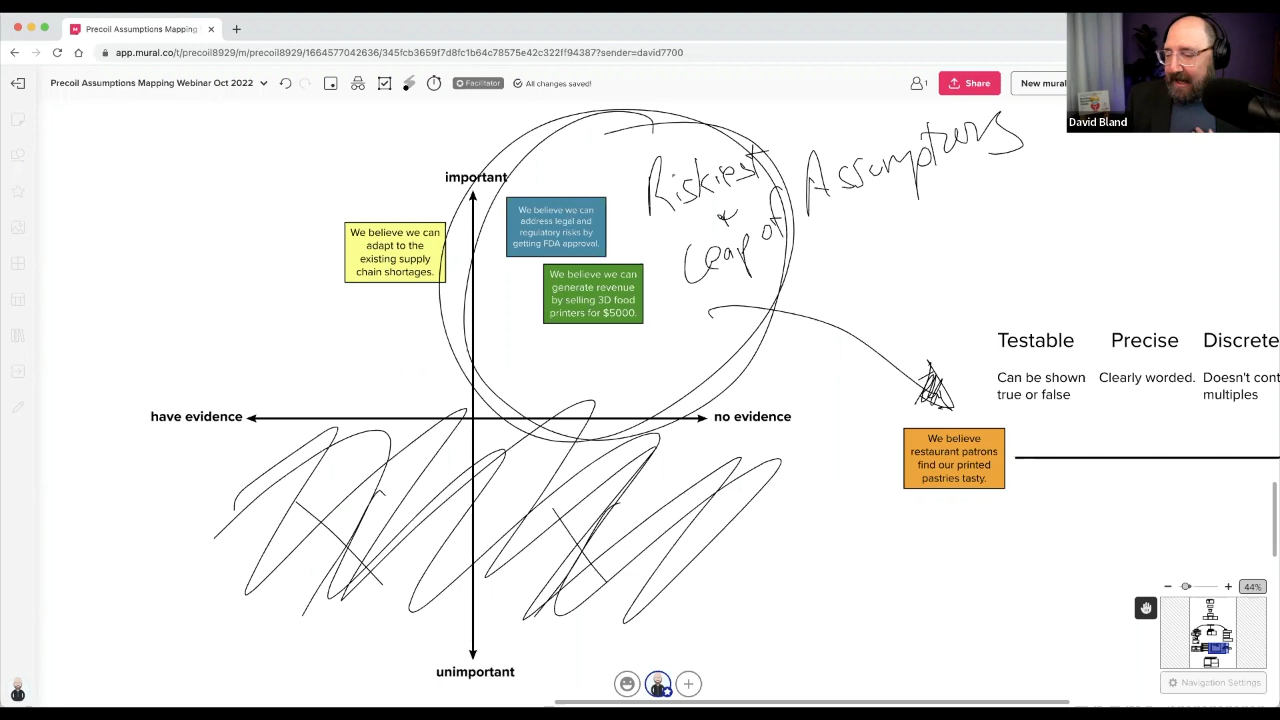 Precoil Assumptions Mapping
app.mural.co/t/precoil8929/m/precoil8929/1664577042636/345fcb3659f7d8fc1b64c78575e42c322ff94387?sender=david7700
Precoil Assumptions Mapping Webinar Oct 2022
Facilitator
All changes saved!
1
Share
New mural
David Bland
important
We believe we can
adapt to the
existing supply
chain shortages.
We believe we can
address legal and
regulatory risks by
getting FDA approval.
We believe we can
generate revenue
by selling 3D food
printers for $5000.
Riskiest Assumptions
+
Leap of
have evidence
no evidence
unimportant
Testable
Can be shown
true or false
Precise
Clearly worded.
Discrete
Doesn't cont
multiples
We believe
restaurant patrons
find our printed
pastries tasty.
44%
Navigation Settings